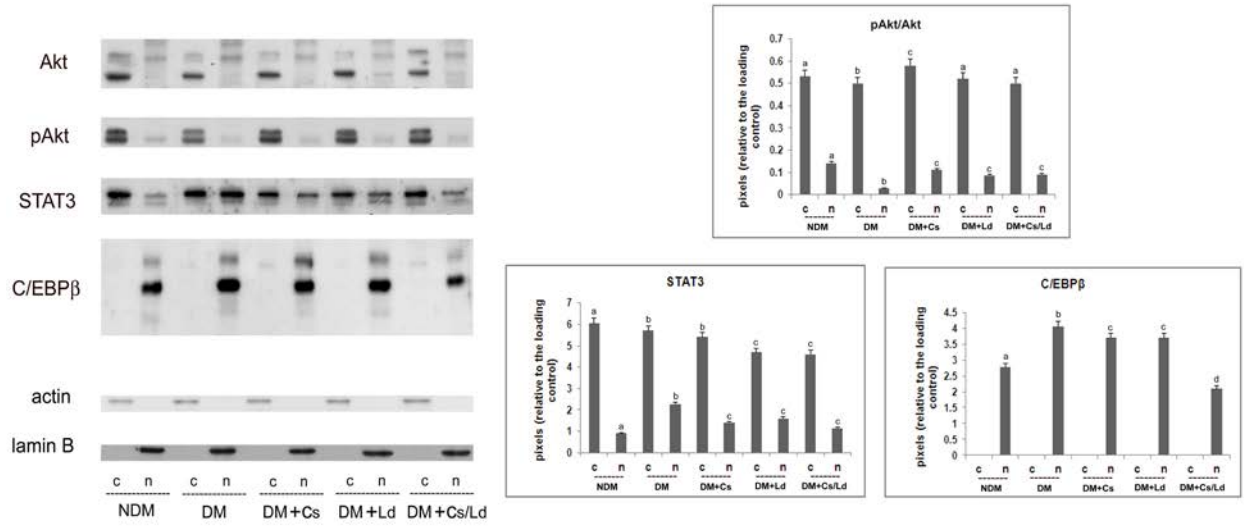 Akt
pAkt
STAT3
C/EBPβ
actin
lamin B
c n c n c n c n c n
NDM DM DM+Cs DM+Ld DM+Cs/Ld
pAkt/Akt
pixels (relative to the loading control)
0.7
0.6
0.5
0.4
0.3
0.2
0.1
0
a a b b c c a c a c
c n c n c n c n c n
NDM DM DM+Cs DM+Ld DM+Cs/Ld
STAT3
pixels (relative to the loading control)
7
6
5
4
3
2
1
0
a a b b b c c c c c
c n c n c n c n c n
NDM DM DM+Cs DM+Ld DM+Cs/Ld
C/EBPβ
pixels (relative to the loading control)
4.5
4
3.5
3
2.5
2
1.5
1
0.5
0
a b c c d
c n c n c n c n c n
NDM DM DM+Cs DM+Ld DM+Cs/Ld